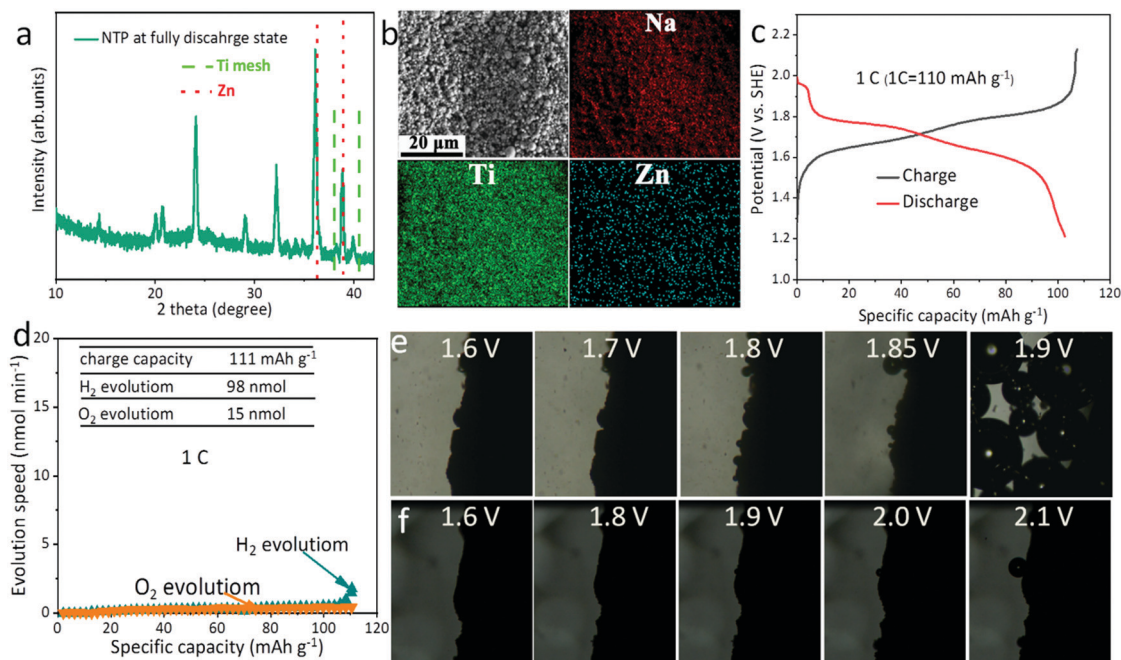 a
NTP at fully discahrge state
Ti mesh
Zn
Intensity (arb.units)
10 20 30 40
2 theta (degree)
b
Na
20 μm
Ti
Zn
c
1 C (1C=110 mAh g⁻¹)
Potential (V vs. SHE)
2.2
2.0
1.8
1.6
1.4
1.2
1.0
Charge
Discharge
0 20 40 60 80 100 120
Specific capacity (mAh g⁻¹)
d
Evolution speed (nmol min⁻¹)
20
15
10
5
0
charge capacity 111 mAh g⁻¹
H₂ evolutiom 98 nmol
O₂ evolutiom 15 nmol
1 C
H₂ evolutiom
O₂ evolutiom
0 20 40 60 80 100 120
Specific capacity (mAh g⁻¹)
e
1.6 V 1.7 V 1.8 V 1.85 V 1.9 V
f
1.6 V 1.8 V 1.9 V 2.0 V 2.1 V